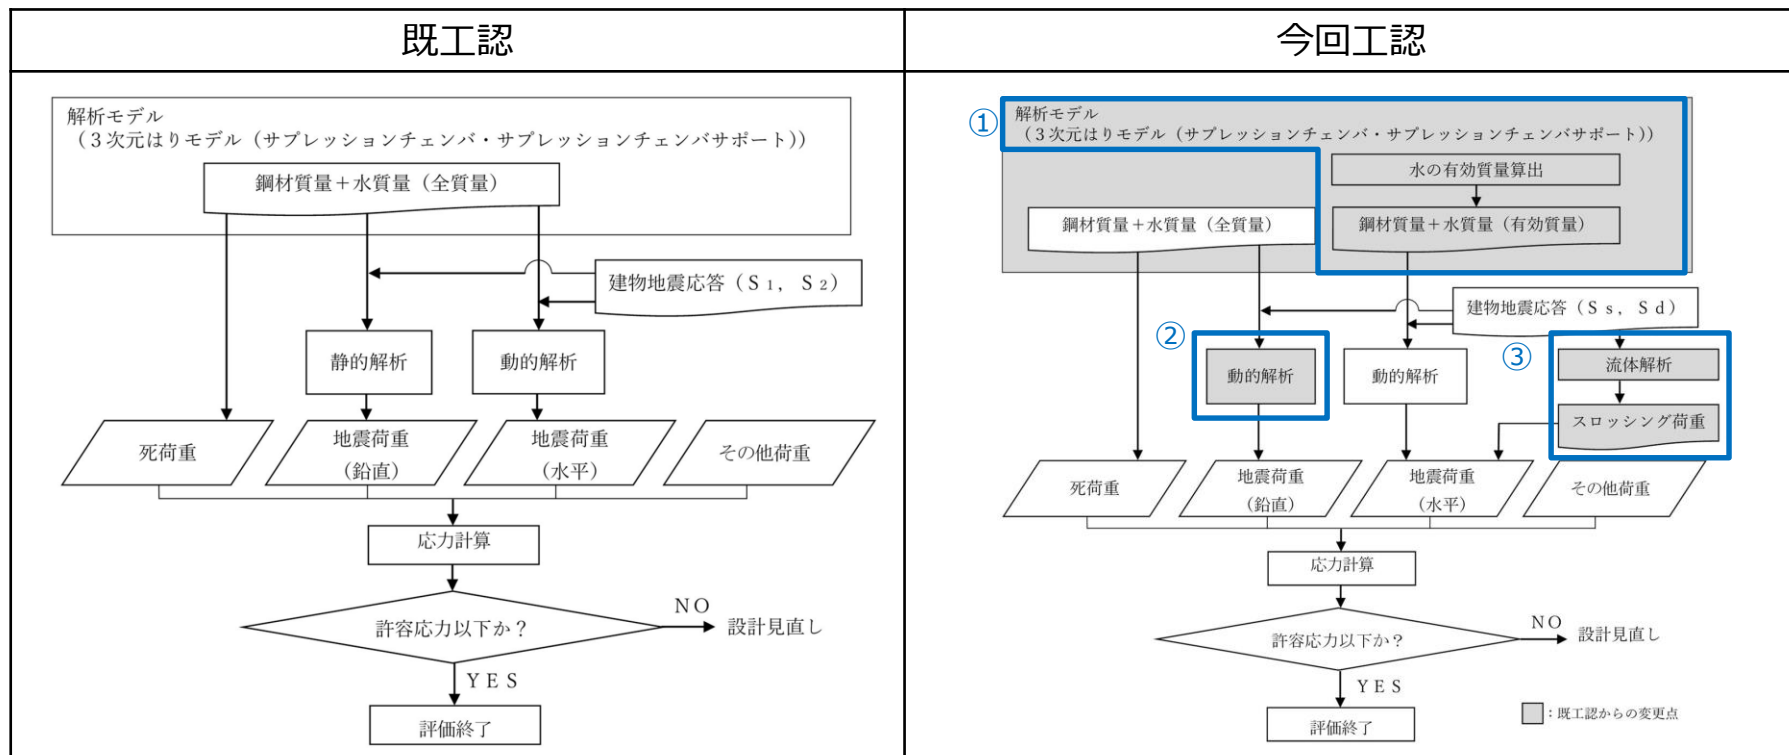 既工認
解析モデル
（３次元はりモデル（サプレッションチェンバ・サプレッションチェンバサポート））
鋼材質量＋水質量（全質量）
建物地震応答（Ｓ₁，Ｓ₂）
静的解析
動的解析
死荷重
地震荷重
（鉛直）
地震荷重
（水平）
その他荷重
応力計算
許容応力以下か？
ＮＯ
設計見直し
ＹＥＳ
評価終了
今回工認
①
解析モデル
（３次元はりモデル（サプレッションチェンバ・サプレッションチェンバサポート））
水の有効質量算出
鋼材質量＋水質量（全質量）
鋼材質量＋水質量（有効質量）
建物地震応答（Ｓｓ，Ｓｄ）
②
動的解析
動的解析
③
流体解析
スロッシング荷重
死荷重
地震荷重
（鉛直）
地震荷重
（水平）
その他荷重
応力計算
許容応力以下か？
ＮＯ
設計見直し
ＹＥＳ
評価終了
：既工認からの変更点